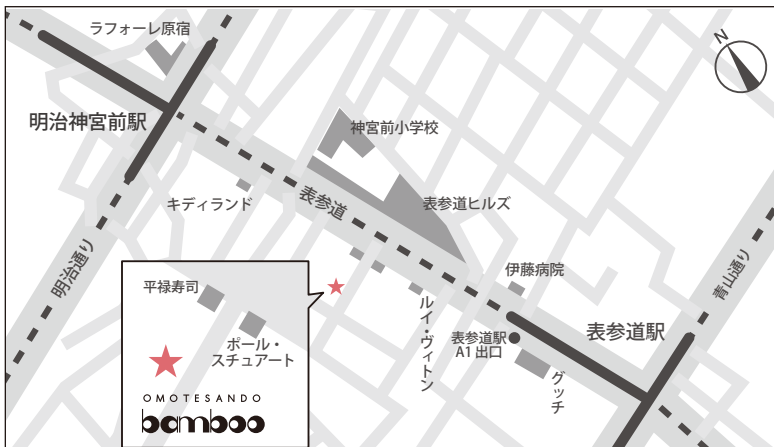 ラフォーレ原宿
N
明治神宮前駅
神宮前小学校
キディランド
表参道
表参道ヒルズ
明治通り
青山通り
伊藤病院
平禄寿司
ポール・
スチュアート
ルイ・ヴィトン
表参道駅
A1 出口
表参道駅
グッチ
OMOTESANDO
bamboo